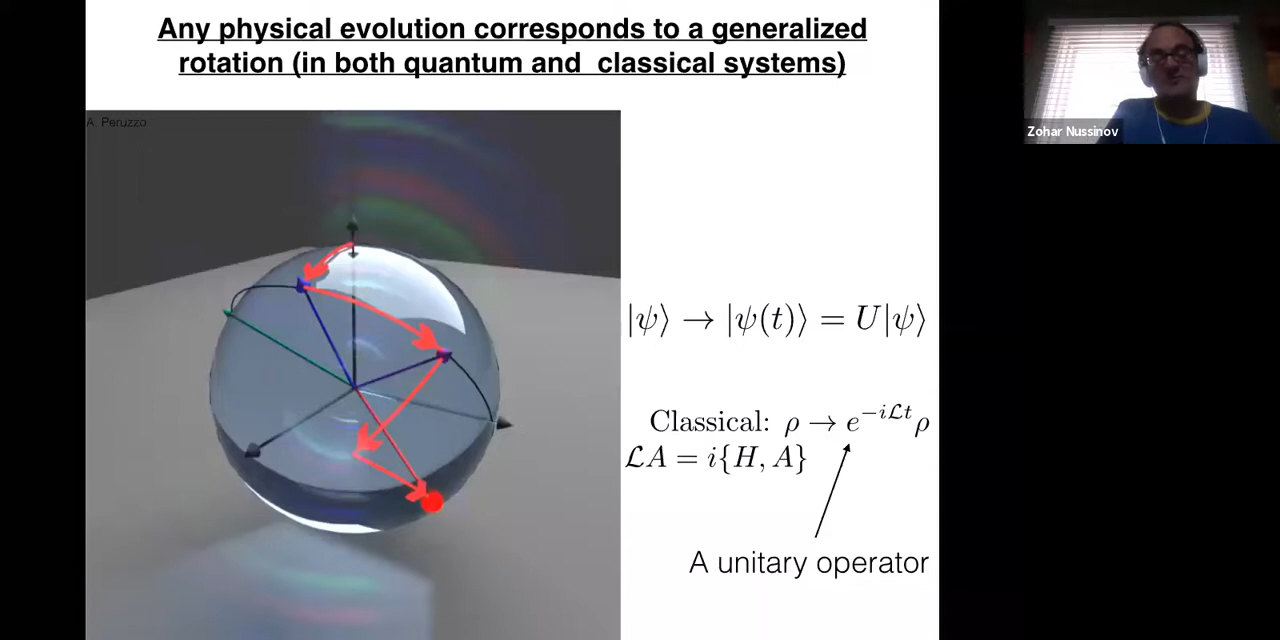 Any physical evolution corresponds to a generalized
rotation (in both quantum and  classical systems)
A. Peruzzo
|ψ⟩ → |ψ(t)⟩ = U|ψ⟩
Classical: ρ → e^{−iℒt}ρ
ℒA = i{H, A}
A unitary operator
Zohar Nussinov